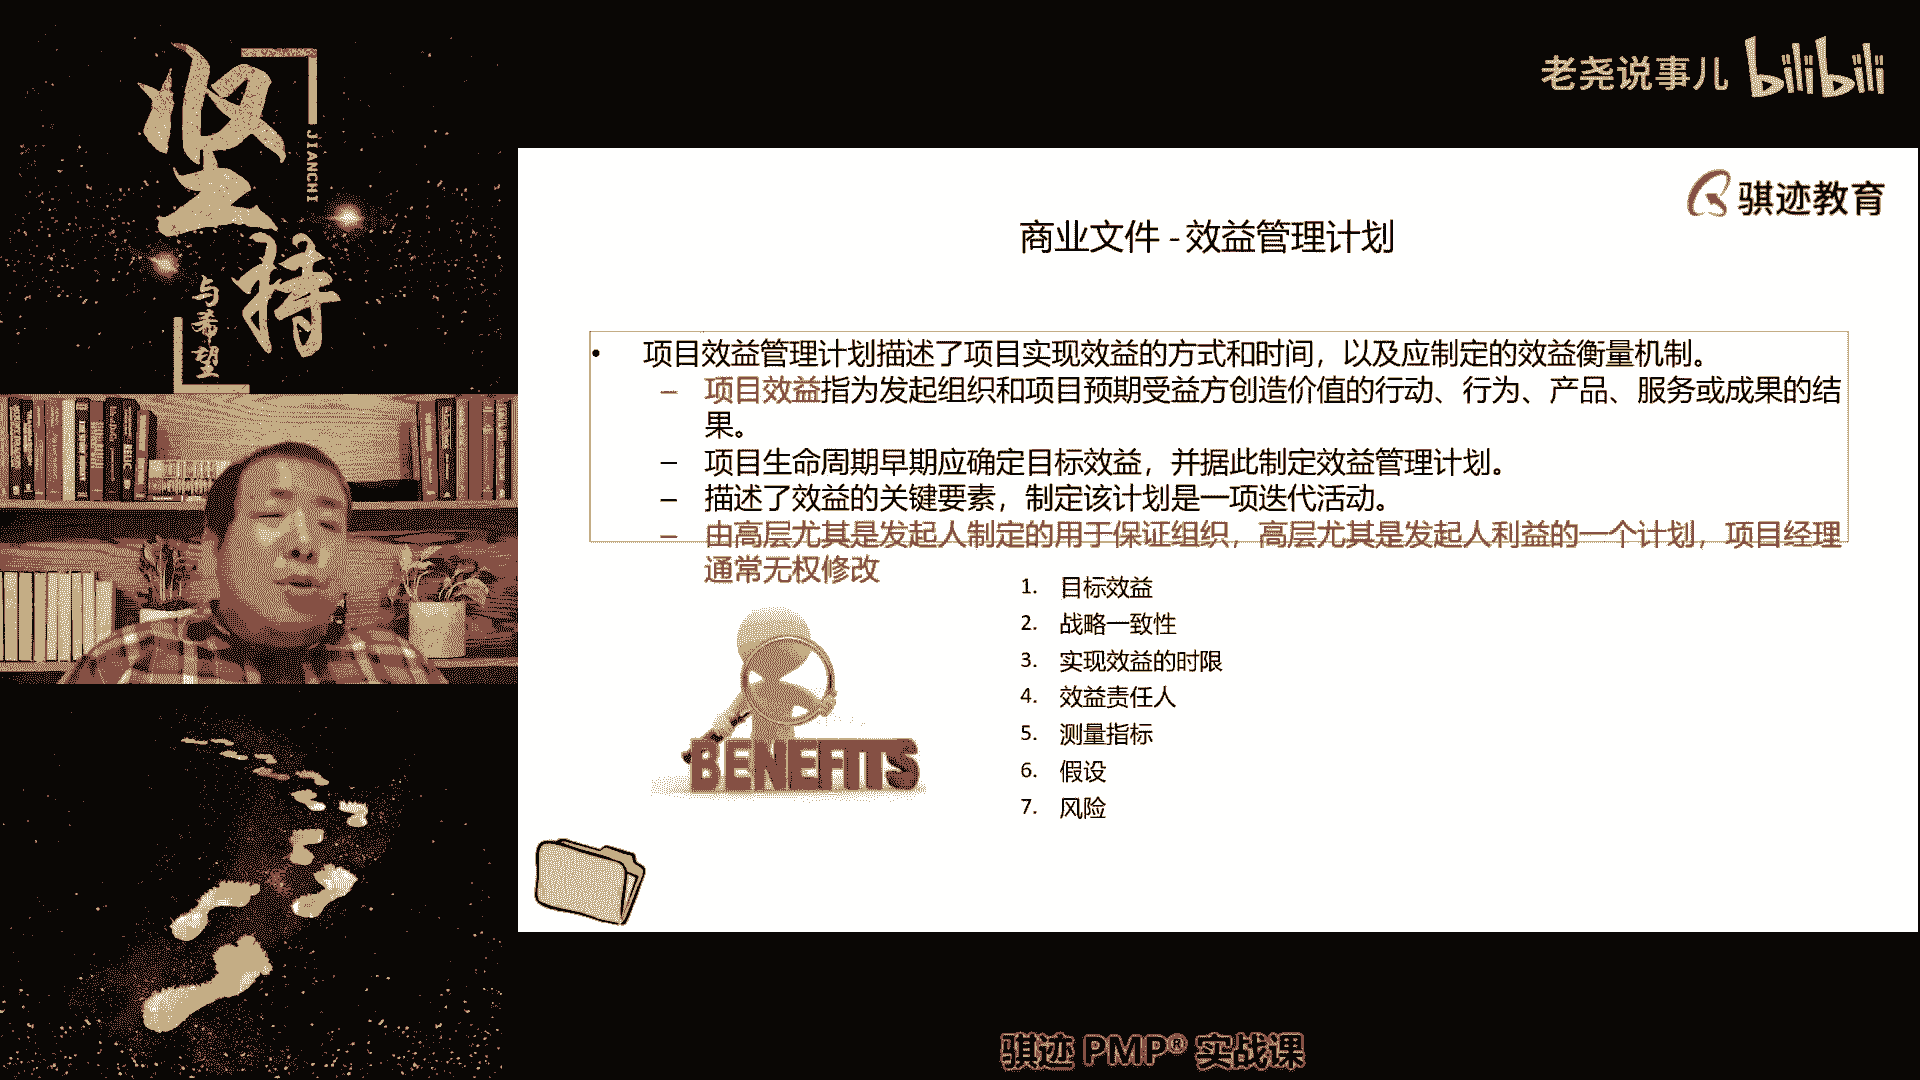 坚持
JIANCHI
与希望
老尧说事儿 bilibili
骐迹教育
商业文件 - 效益管理计划
• 项目效益管理计划描述了项目实现效益的方式和时间，以及应制定的效益衡量机制。
– 项目效益指为发起组织和项目预期受益方创造价值的行动、行为、产品、服务或成果的结
果。
– 项目生命周期早期应确定目标效益，并据此制定效益管理计划。
– 描述了效益的关键要素，制定该计划是一项迭代活动。
– 由高层尤其是发起人制定的用于保证组织，高层尤其是发起人利益的一个计划，项目经理
通常无权修改
1. 目标效益
2. 战略一致性
3. 实现效益的时限
4. 效益责任人
5. 测量指标
6. 假设
7. 风险
BENEFITS
骐迹 PMP® 实战课